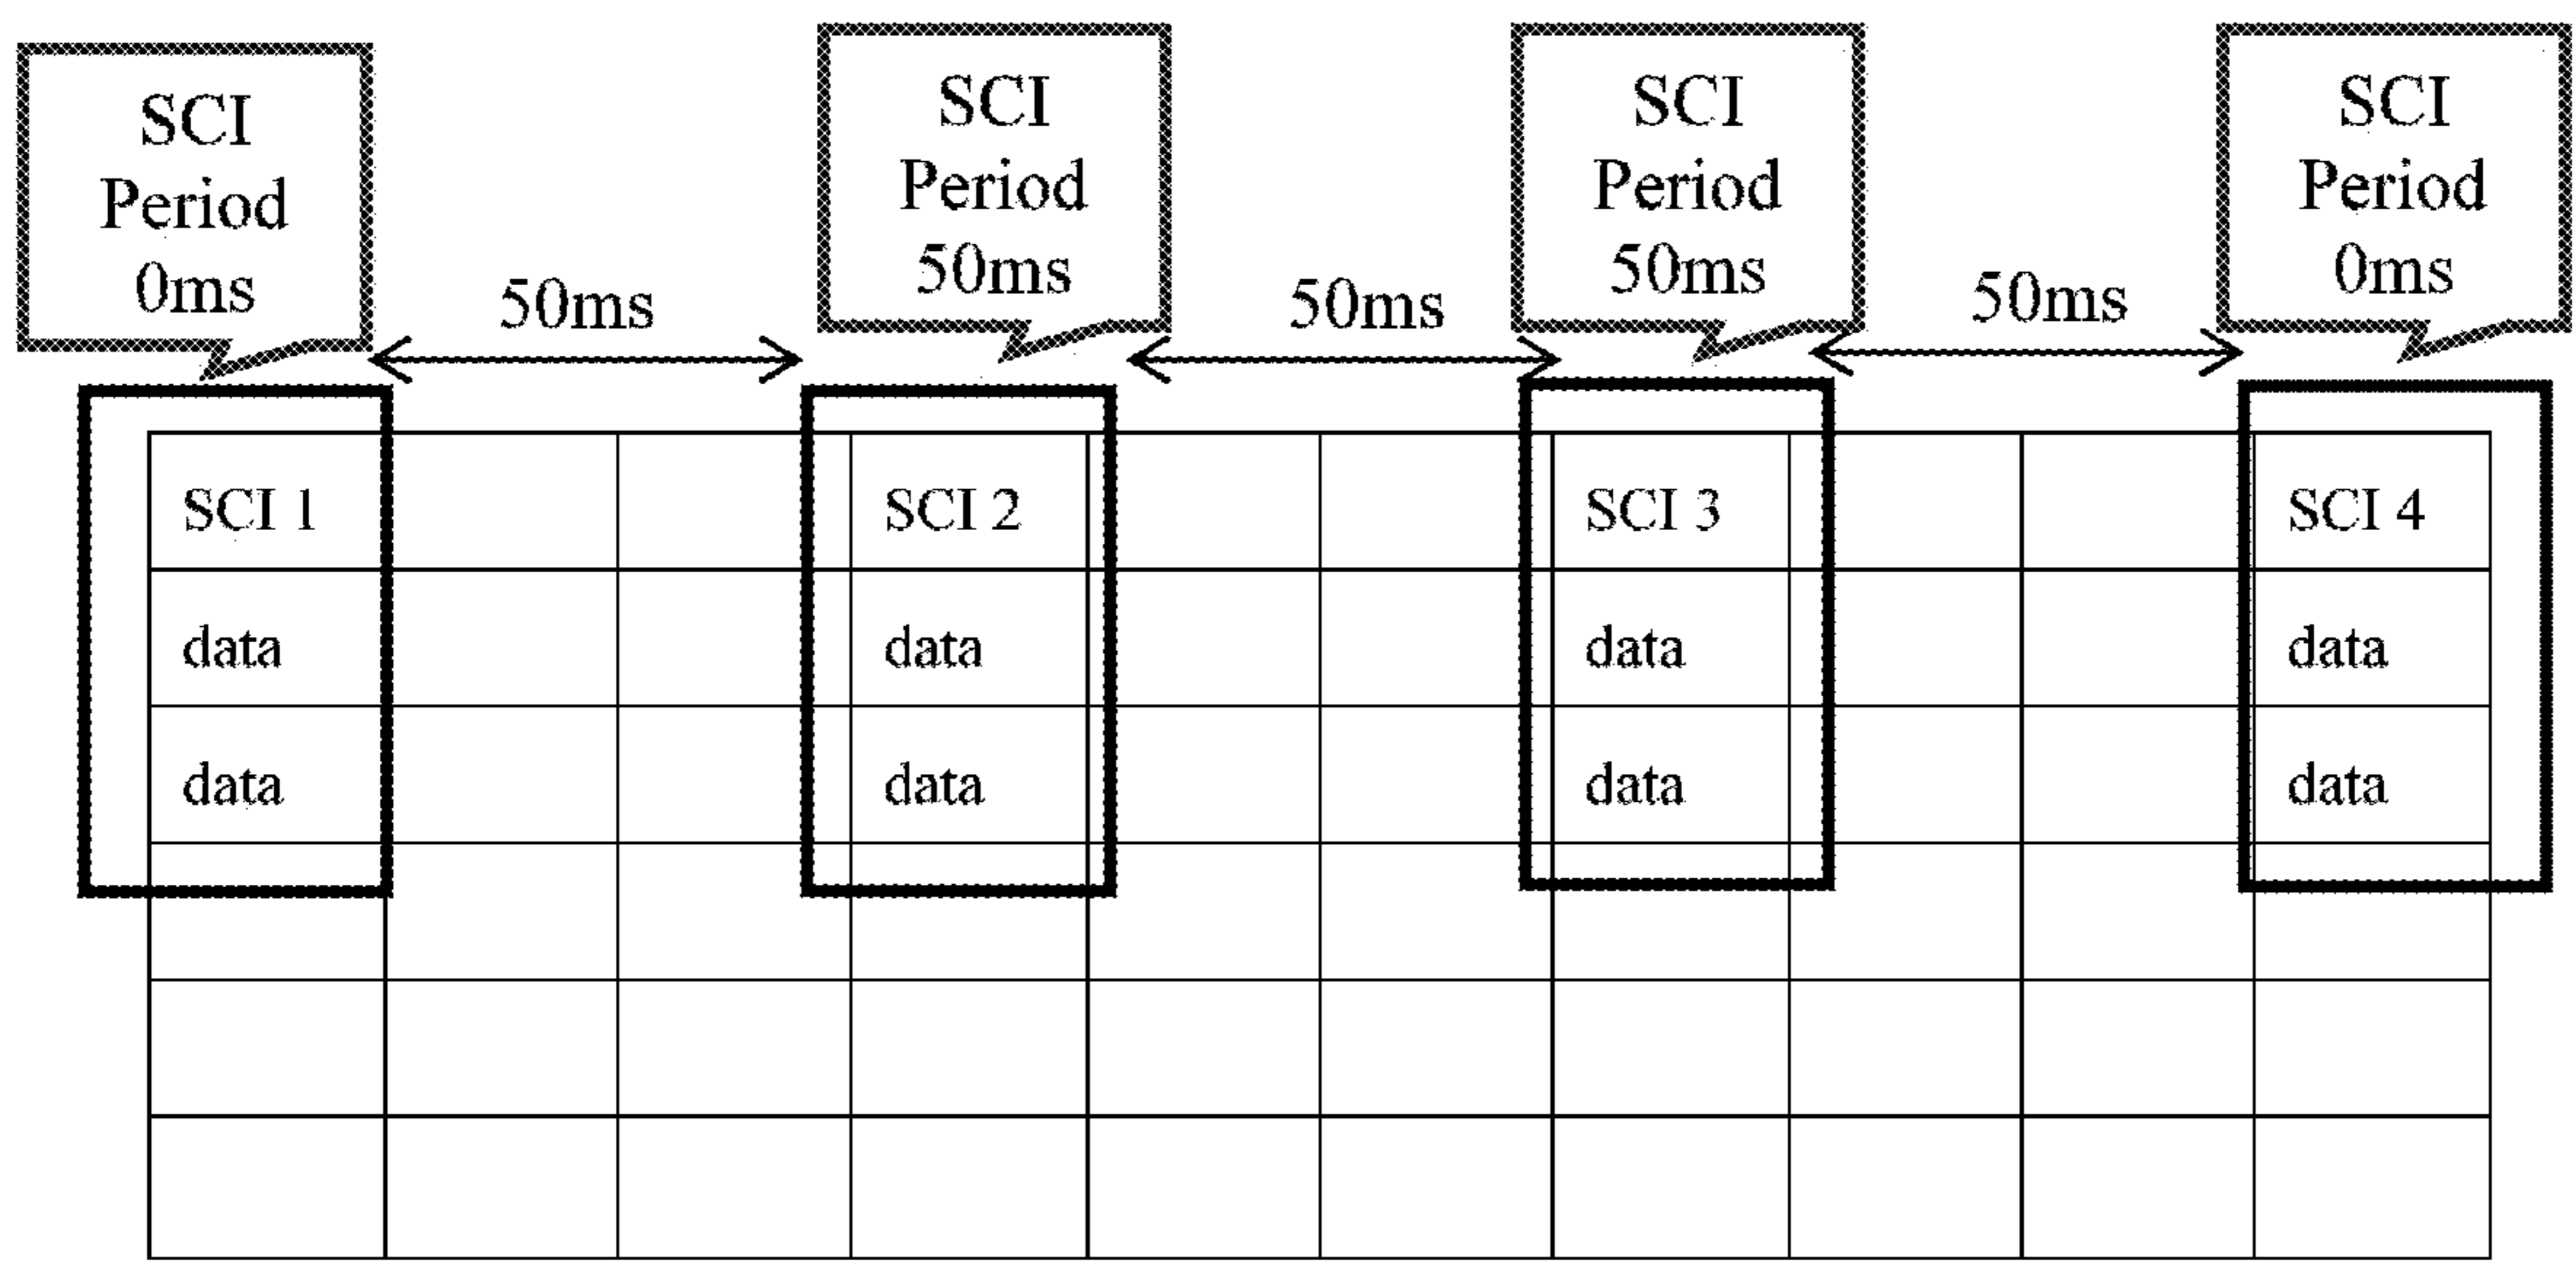 SCI
Period
0ms
50ms
SCI
Period
50ms
50ms
SCI
Period
50ms
50ms
SCI
Period
0ms
SCI 1
SCI 2
SCI 3
SCI 4
data
data
data
data
data
data
data
data